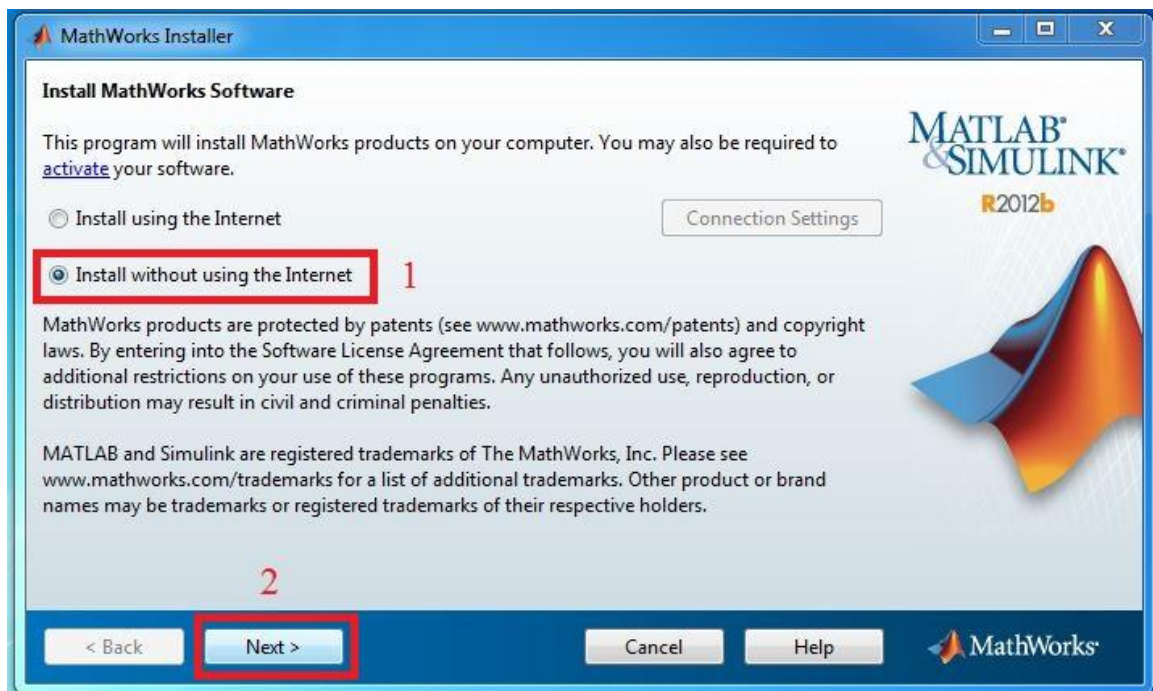 MathWorks Installer
Install MathWorks Software
This program will install MathWorks products on your computer. You may also be required to
activate your software.
Install using the Internet
Connection Settings
Install without using the Internet
1
MathWorks products are protected by patents (see www.mathworks.com/patents) and copyright
laws. By entering into the Software License Agreement that follows, you will also agree to
additional restrictions on your use of these programs. Any unauthorized use, reproduction, or
distribution may result in civil and criminal penalties.
MATLAB and Simulink are registered trademarks of The MathWorks, Inc. Please see
www.mathworks.com/trademarks for a list of additional trademarks. Other product or brand
names may be trademarks or registered trademarks of their respective holders.
MATLAB®
&SIMULINK®
R2012b
2
< Back
Next >
Cancel
Help
MathWorks®